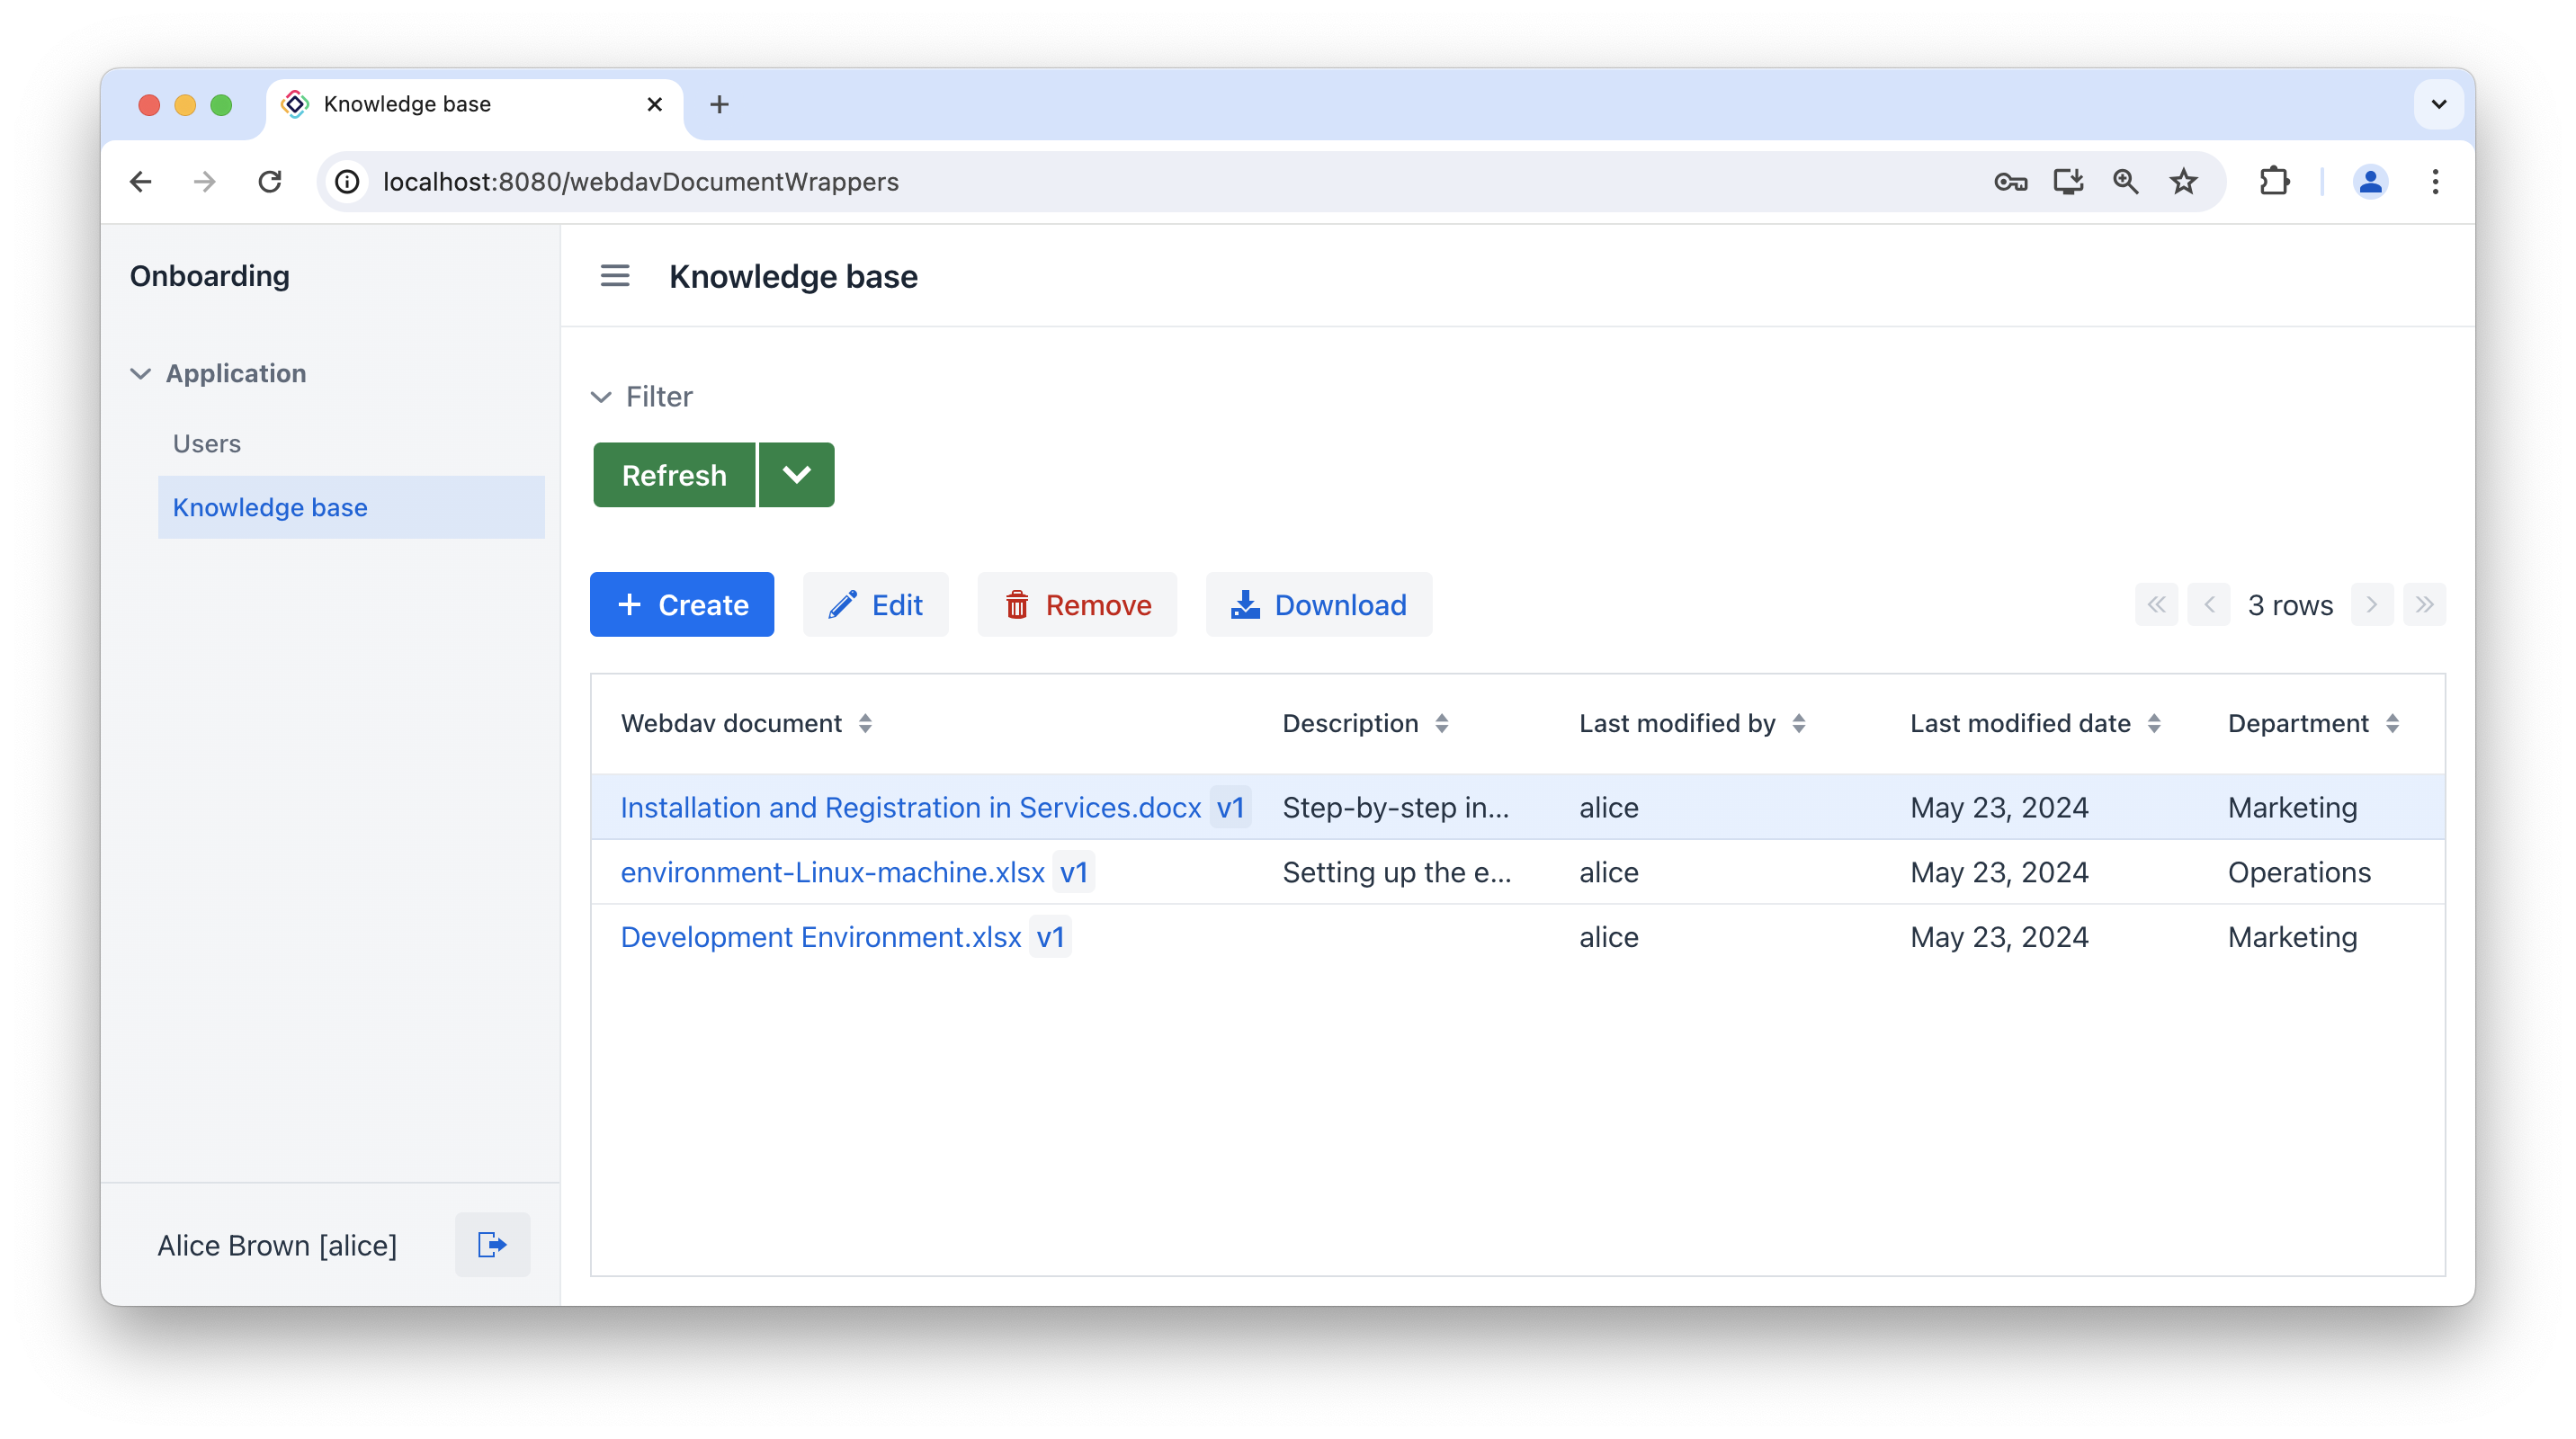 Knowledge base
localhost:8080/webdavDocumentWrappers
Onboarding
Application
Users
Knowledge base
Alice Brown [alice]
Knowledge base
Filter
Refresh
Create Edit Remove Download 3 rows
Webdav document Description Last modified by Last modified date Department
Installation and Registration in Services.docx v1 Step-by-step in... alice May 23, 2024 Marketing
environment-Linux-machine.xlsx v1 Setting up the e... alice May 23, 2024 Operations
Development Environment.xlsx v1 alice May 23, 2024 Marketing